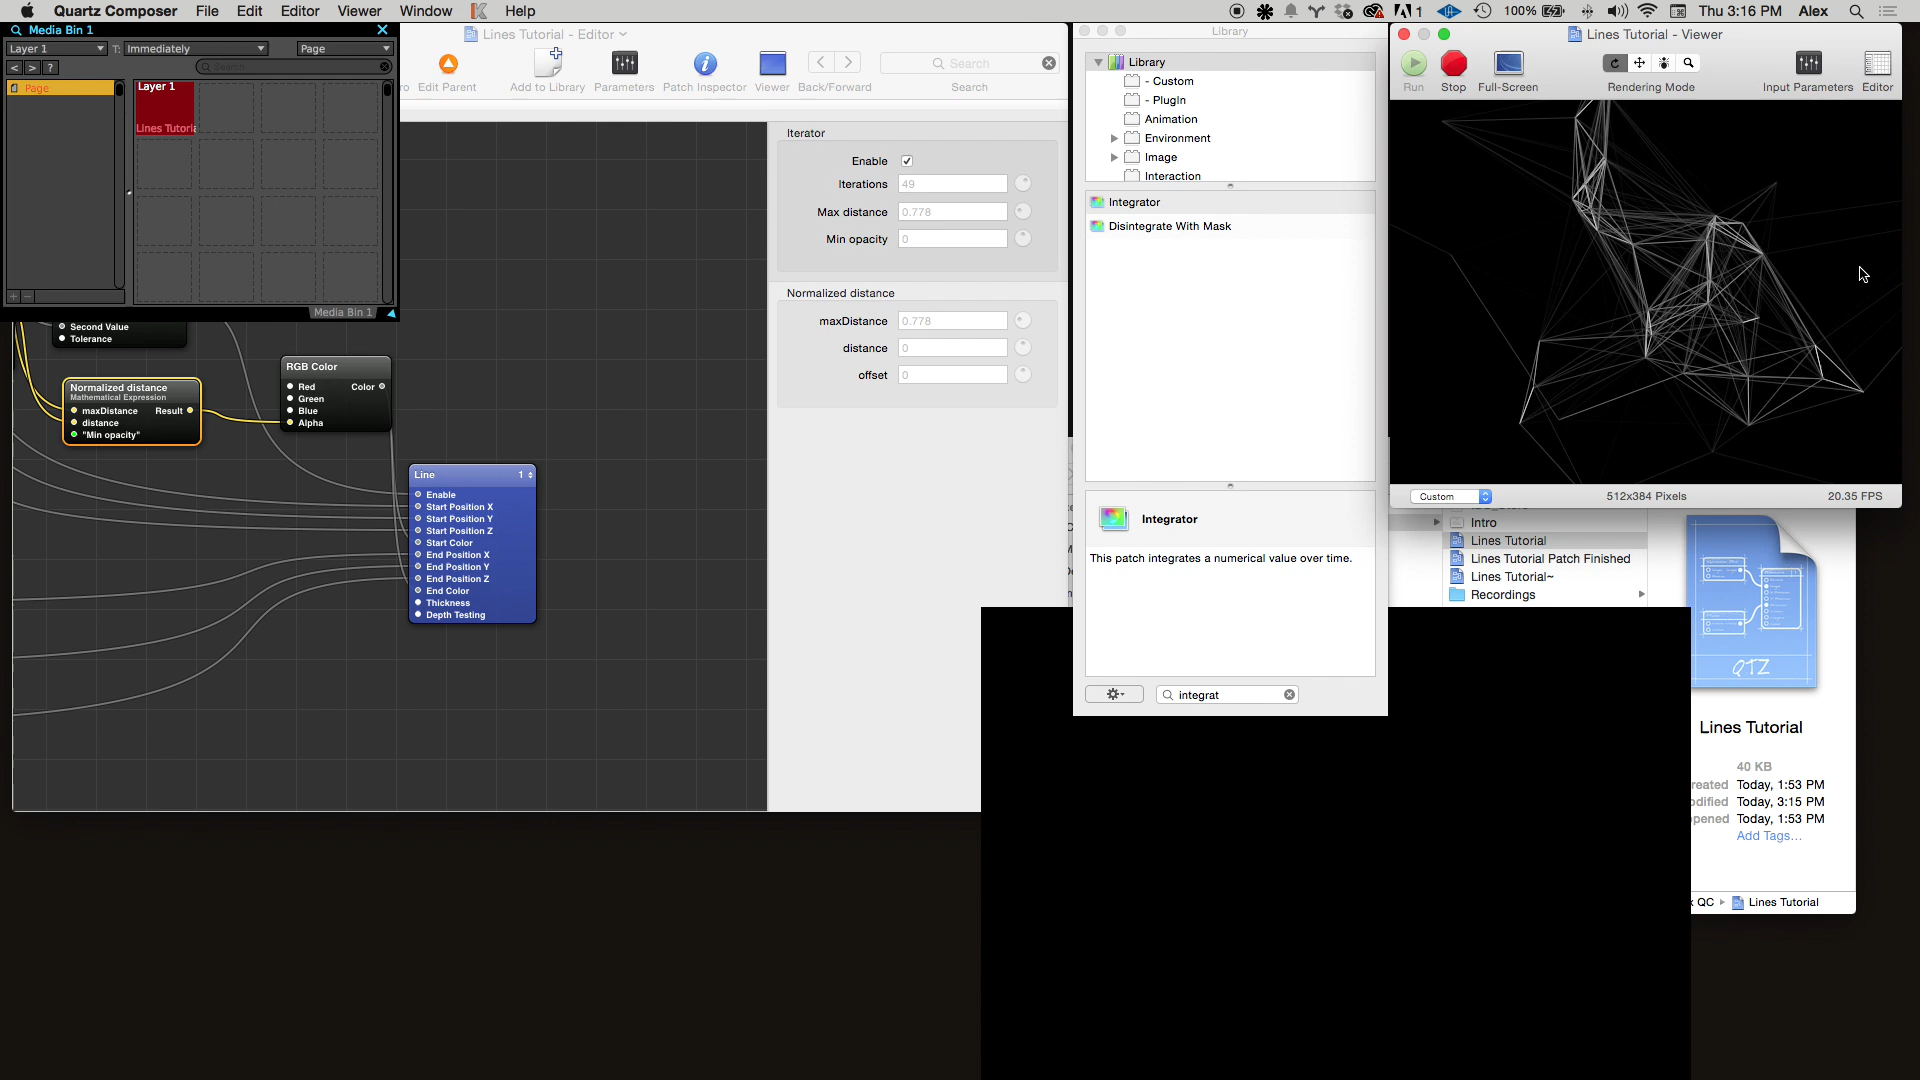 Quartz Composer File Edit Editor Viewer Window Help
1 100% Thu 3:16 PM Alex
Media Bin 1
Layer 1 T: Immediately Page
< > ? Search
Page
Layer 1
Lines Tutoria
Media Bin 1
Lines Tutorial - Editor
Edit Parent Add to Library Parameters Patch Inspector Viewer Back/Forward Search
Search
Second Value
Tolerance
Normalized distance
Mathematical Expression
maxDistance Result
distance
"Min opacity"
RGB Color
Red Color
Green
Blue
Alpha
Line 1
Enable
Start Position X
Start Position Y
Start Position Z
Start Color
End Position X
End Position Y
End Position Z
End Color
Thickness
Depth Testing
Iterator
Enable
Iterations 49
Max distance 0.778
Min opacity 0
Normalized distance
maxDistance 0.778
distance 0
offset 0
Library
Library
- Custom
- PlugIn
Animation
Environment
Image
Interaction
Integrator
Disintegrate With Mask
Integrator
This patch integrates a numerical value over time.
integrat
Lines Tutorial - Viewer
Run Stop Full-Screen Rendering Mode Input Parameters Editor
Custom 512x384 Pixels 20.35 FPS
Intro
Lines Tutorial
Lines Tutorial Patch Finished
Lines Tutorial~
Recordings
QTZ
Lines Tutorial
40 KB
reated Today, 1:53 PM
odified Today, 3:15 PM
pened Today, 1:53 PM
Add Tags...
QC Lines Tutorial